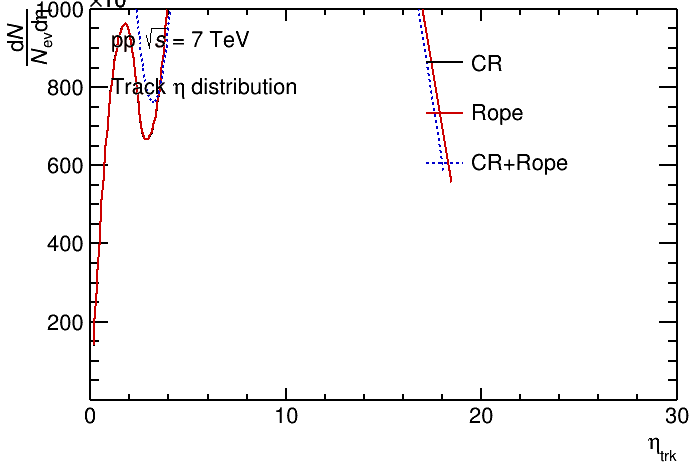 ×10
dN
N_ev dη
1000
800
600
400
200
0
10
20
30
pp √s = 7 TeV
Track η distribution
CR
Rope
CR+Rope
η_trk